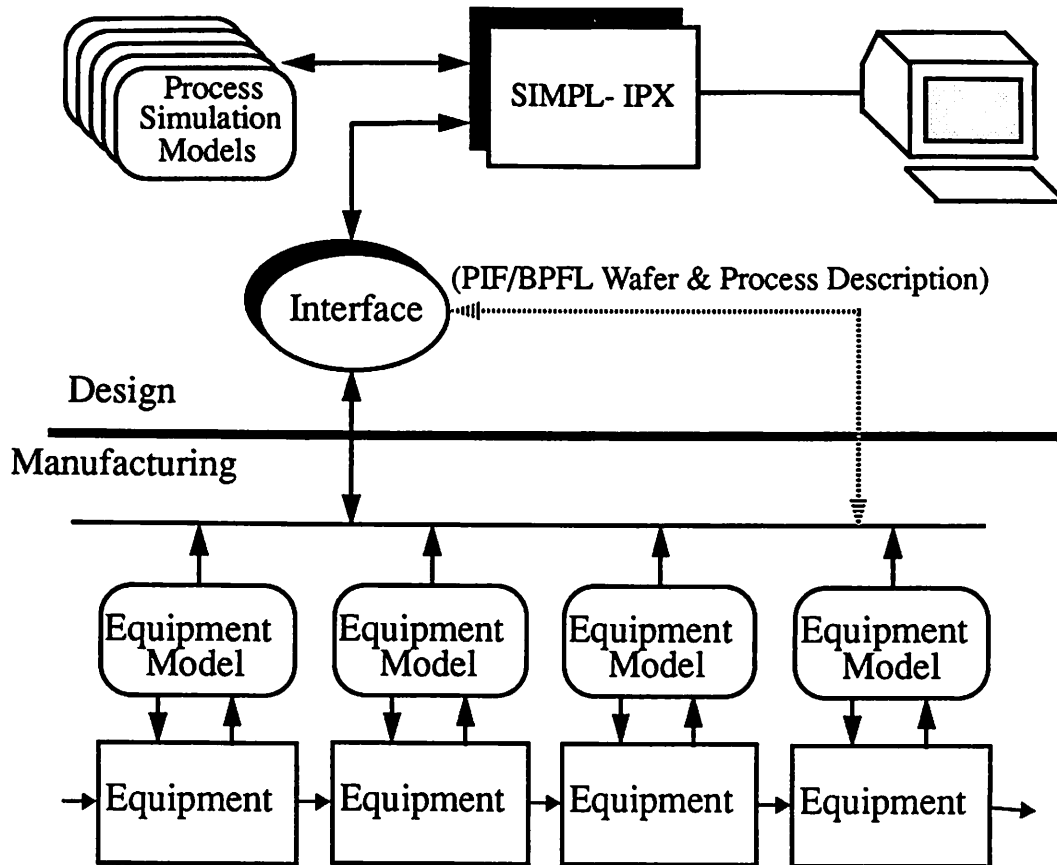 Process
Simulation
Models
SIMPL- IPX
(PIF/BPFL Wafer & Process Description)
Interface
Design
Manufacturing
Equipment
Model
Equipment
Model
Equipment
Model
Equipment
Model
Equipment
Equipment
Equipment
Equipment